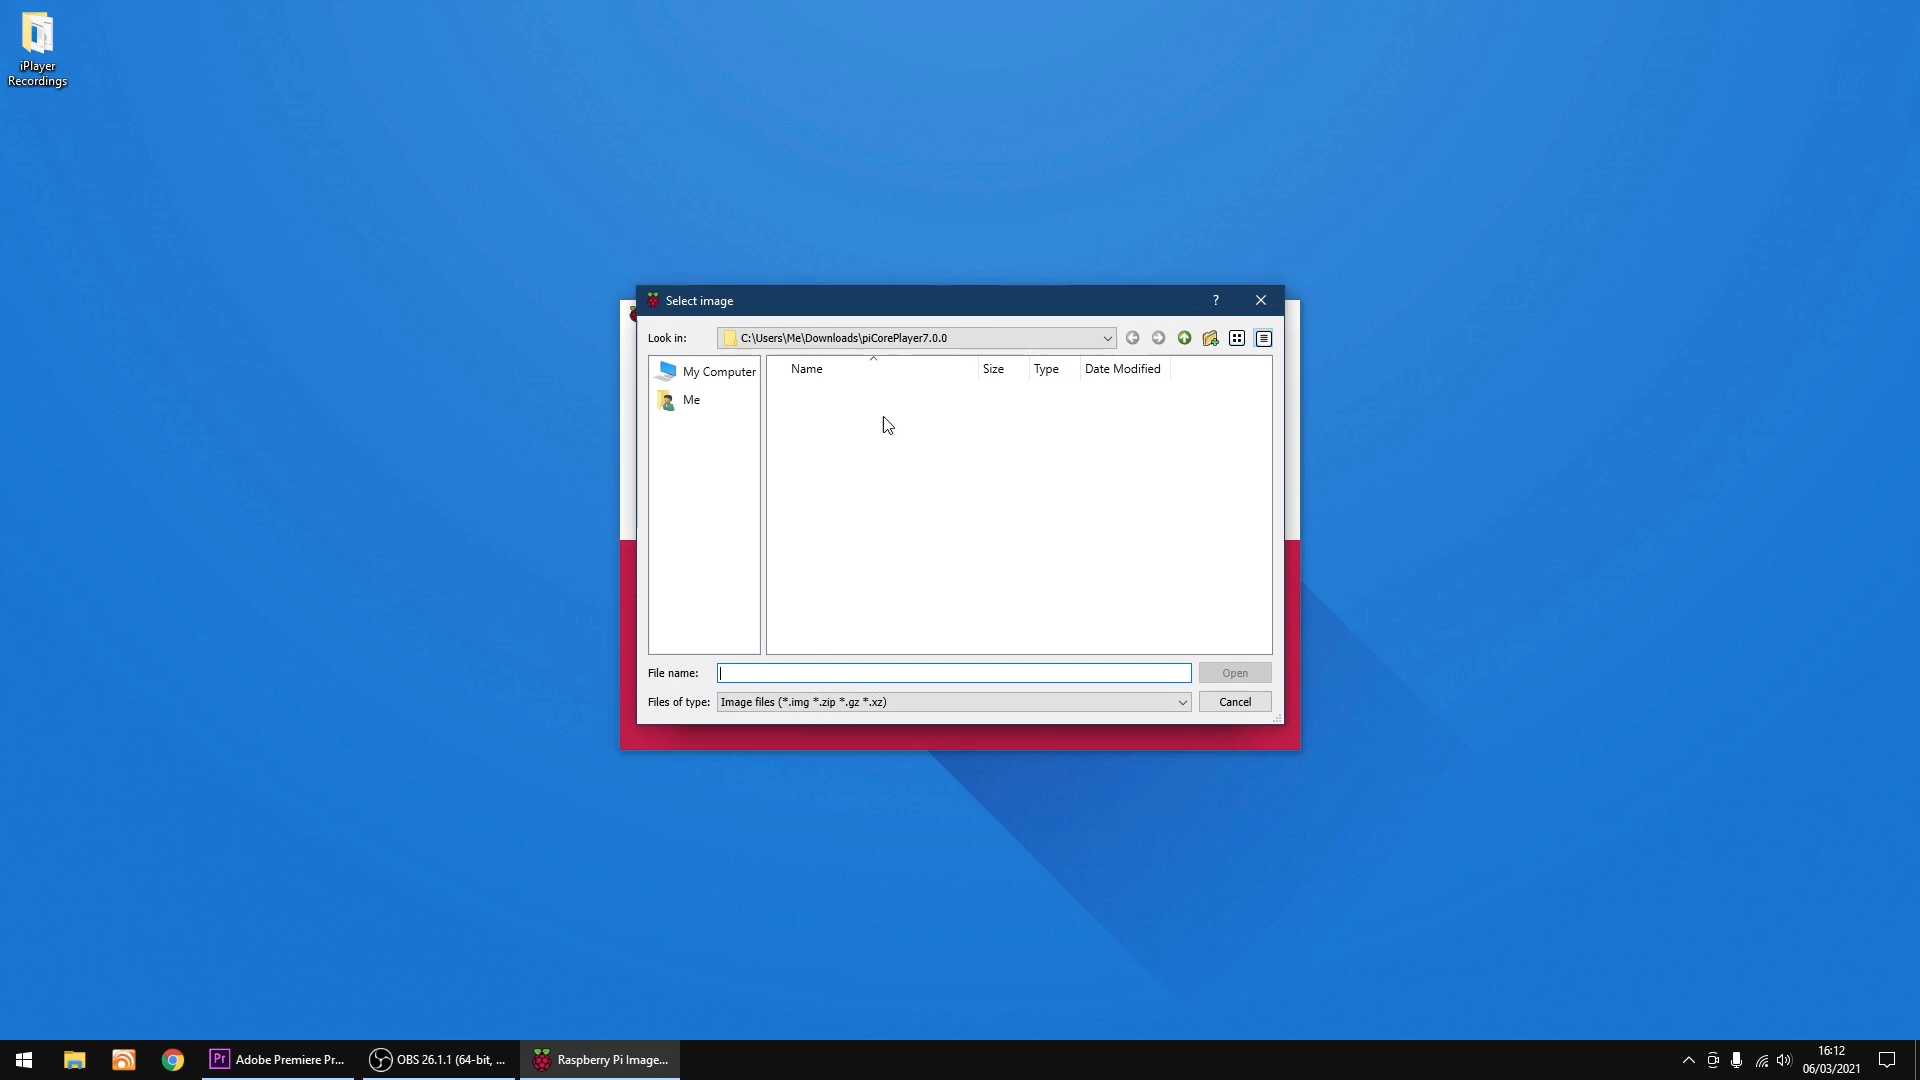 iPlayer
Recordings
Select image
?
Look in:
C:\Users\Me\Downloads\piCorePlayer7.0.0
My Computer
Me
Name
Size
Type
Date Modified
File name:
Open
Files of type:
Image files (*.img *.zip *.gz *.xz)
Cancel
Pr
Adobe Premiere Pr...
OBS 26.1.1 (64-bit, ...
Raspberry Pi Image...
16:12
06/03/2021